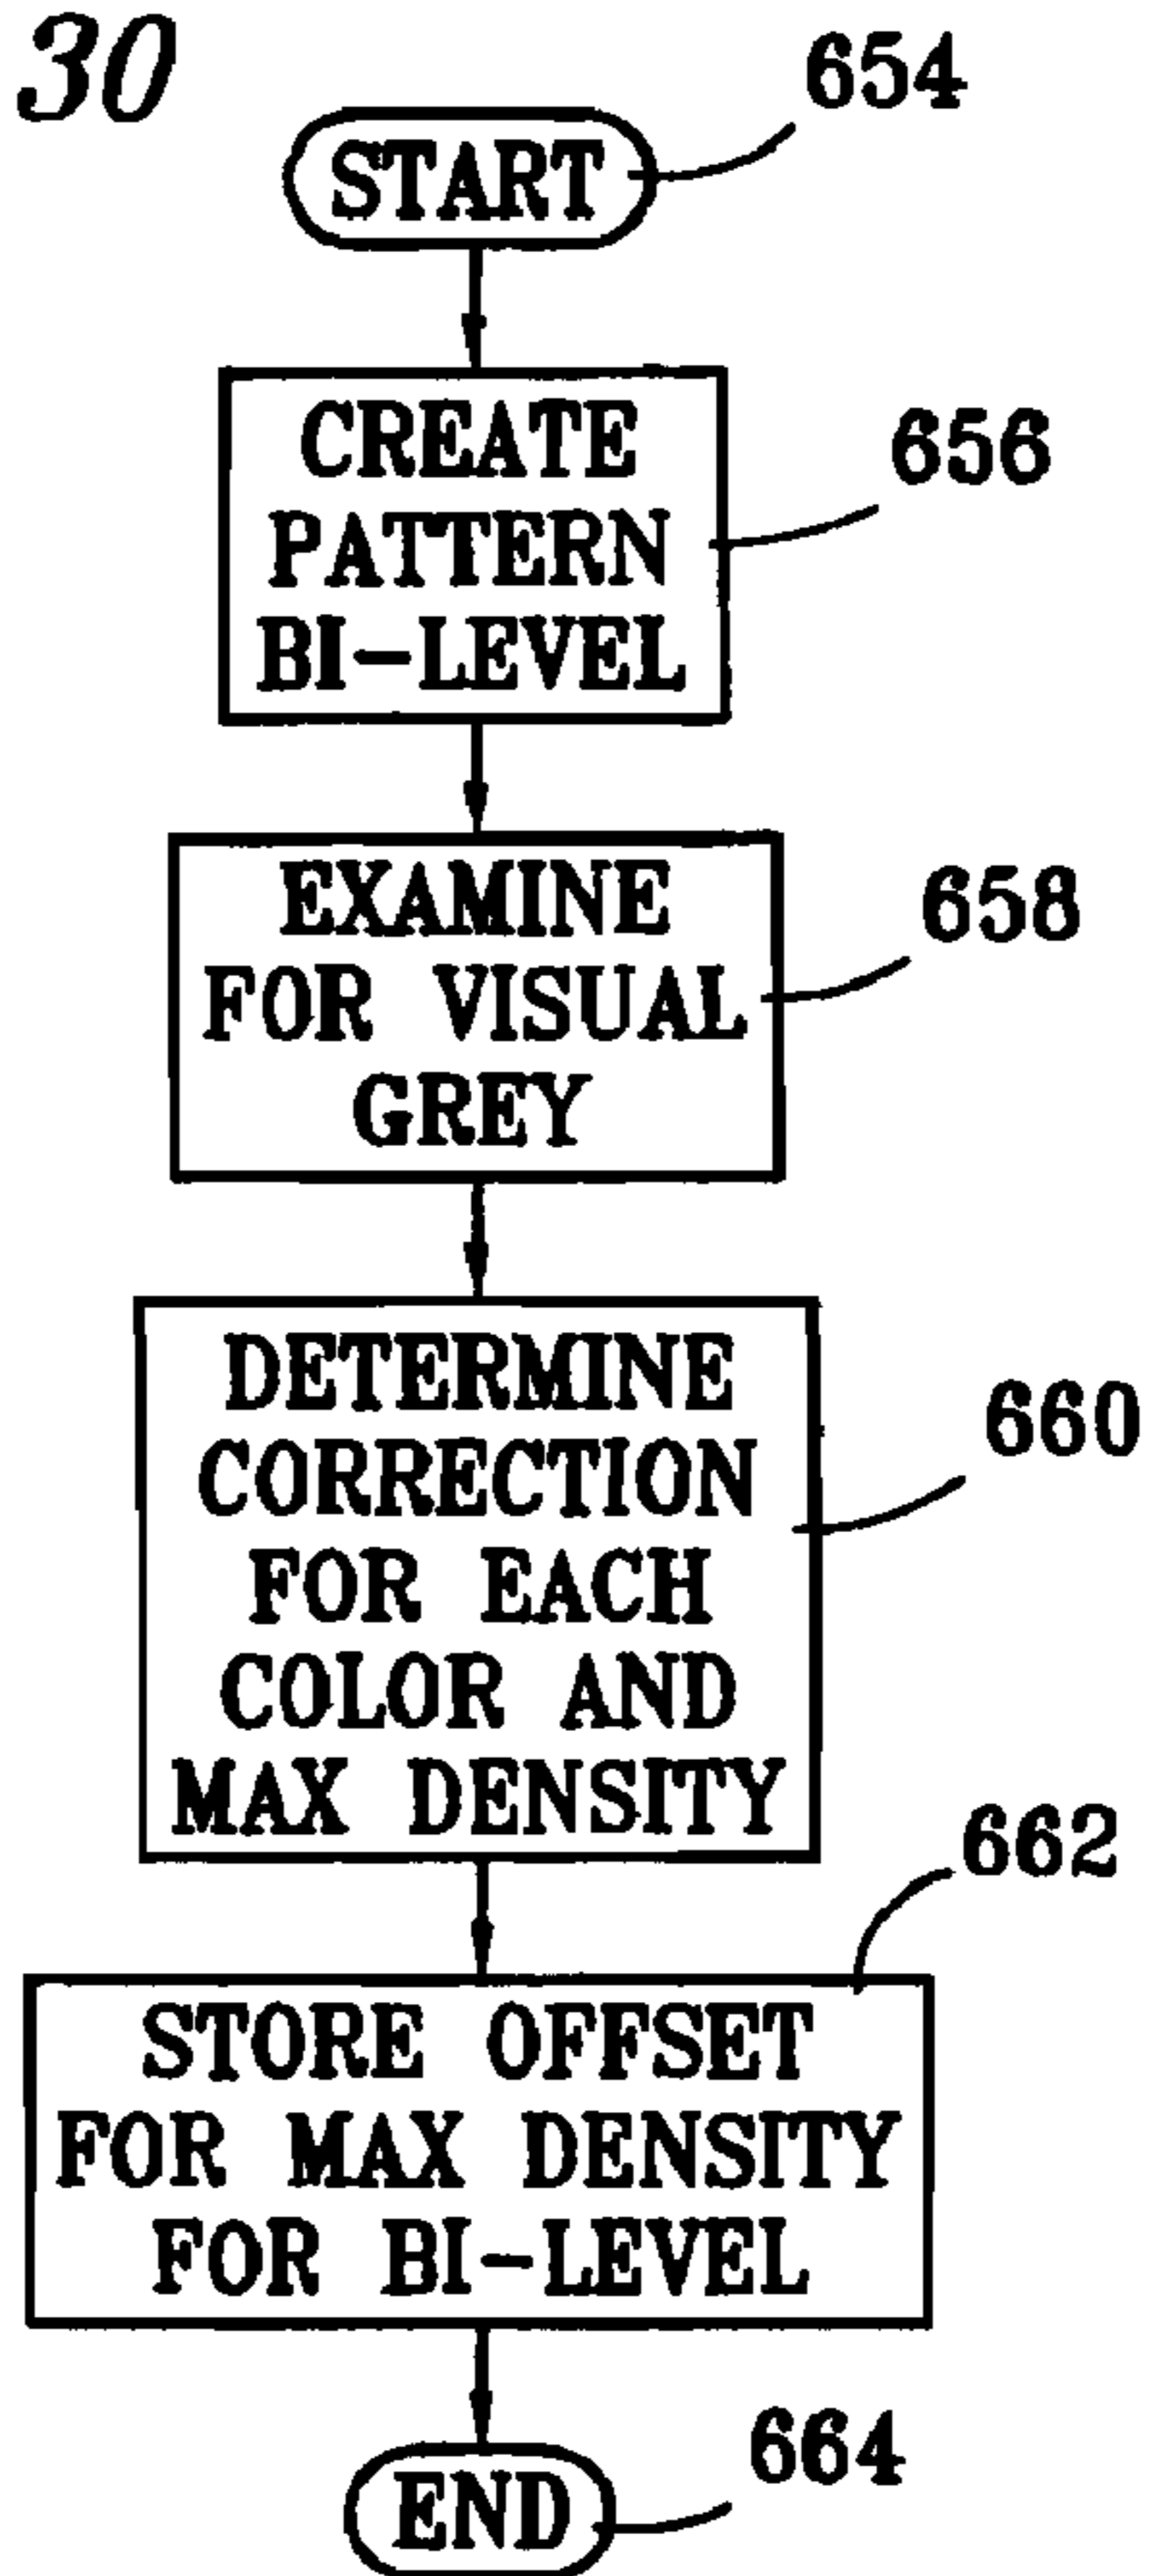 30
654
START
656
CREATE
PATTERN
BI-LEVEL
658
EXAMINE
FOR VISUAL
GREY
660
DETERMINE
CORRECTION
FOR EACH
COLOR AND
MAX DENSITY
662
STORE OFFSET
FOR MAX DENSITY
FOR BI-LEVEL
664
END